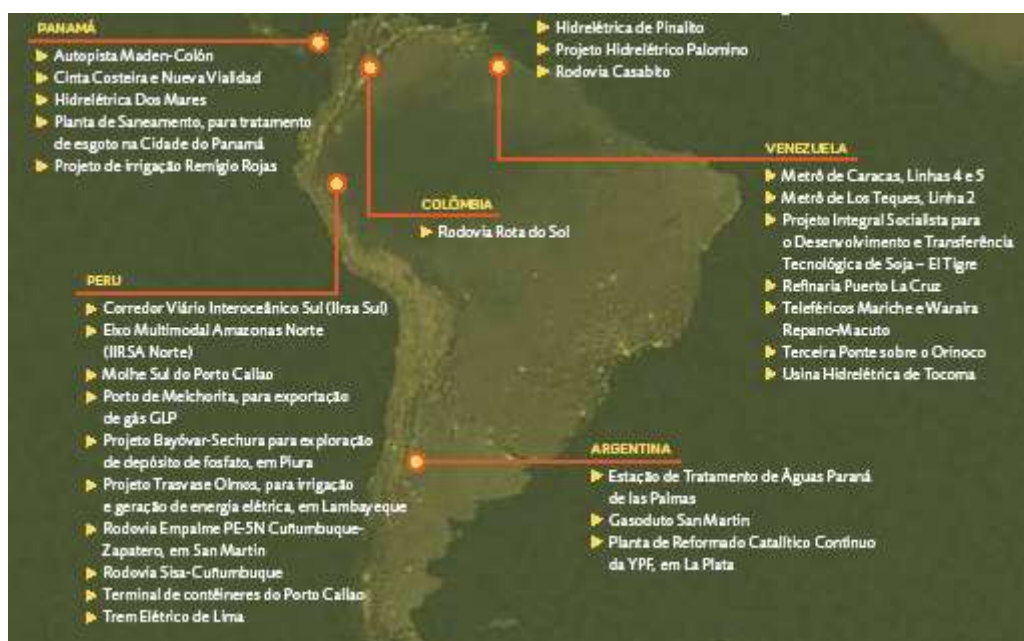 PANAMÁ
Autopista Maden-Colón
Cinta Costeira e Nueva Vialidad
Hidrelétrica Dos Mares
Planta de Saneamento, para tratamento
de esgoto na Cidade do Panamá
Projeto de irrigação Remigio Rojas
Hidrelétrica de Pinalito
Projeto Hidrelétrico Palomino
Rodovia Casabito
VENEZUELA
Metrô de Caracas, Linhas 4 e 5
Metrô de Los Teques, Linha 2
Projeto Integral Socialista para
o Desenvolvimento e Transferência
Tecnológica de Soja – El Tigre
Refinaria Puerto La Cruz
Teleféricos Mariche e Waraira
Repano-Macuto
Terceira Ponte sobre o Orinoco
Usina Hidrelétrica de Tocoma
COLÔMBIA
Rodovia Rota do Sol
PERU
Corredor Viário Interoceânico Sul (Iirsa Sul)
Eixo Multimodal Amazonas Norte
(IIRSA Norte)
Molhe Sul do Porto Callao
Porto de Melchorita, para exportação
de gás GLP
Projeto Bayóvar-Sechura para exploração
de depósito de fosfato, em Piura
Projeto Trasvase Olmos, para irrigação
e geração de energia elétrica, em Lambayeque
Rodovia Empalme PE-5N Cuñumbuque-
Zapatero, em San Martín
Rodovia Sisa-Cuñumbuque
Terminal de contêineres do Porto Callao
Trem Elétrico de Lima
ARGENTINA
Estação de Tratamento de Águas Paraná
de las Palmas
Gasoduto San Martín
Planta de Reformado Catalítico Contínuo
da YPF, em La Plata